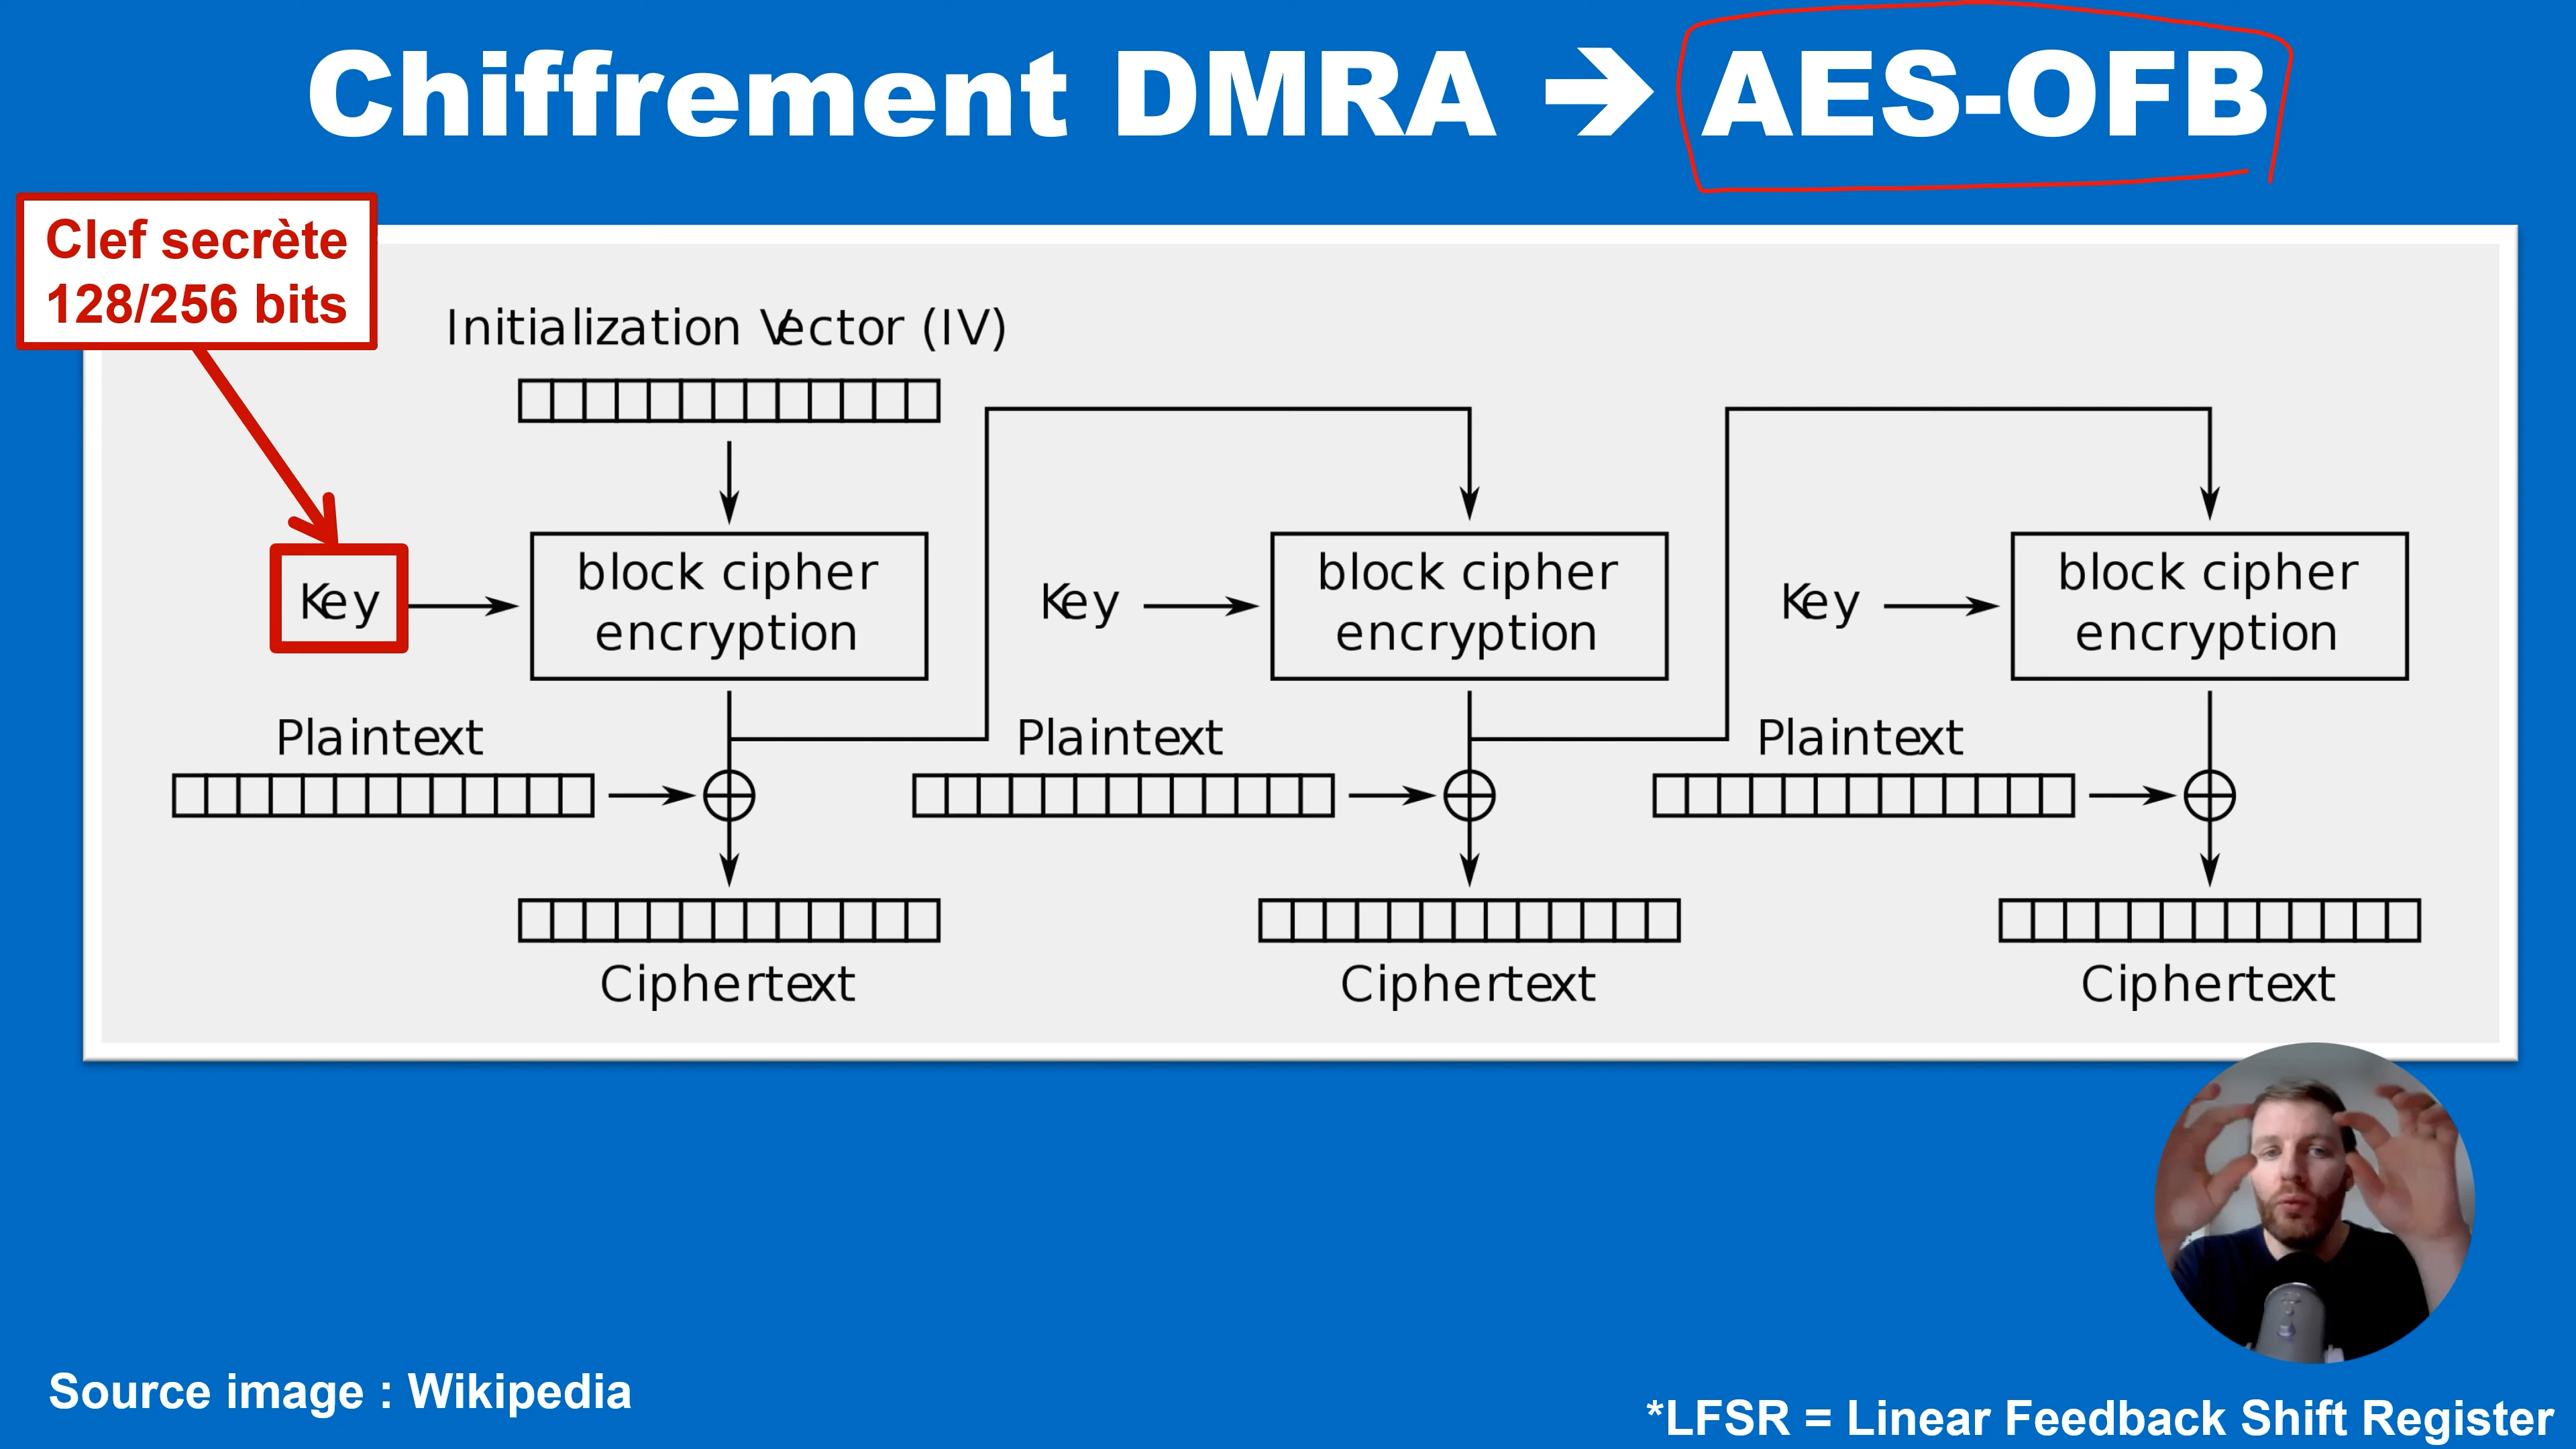 Chiffrement DMRA ➔ AES-OFB
Clef secrète
128/256 bits
Initialization Vector (IV)
Key
block cipher
encryption
Key
block cipher
encryption
Key
block cipher
encryption
Plaintext
Plaintext
Plaintext
Ciphertext
Ciphertext
Ciphertext
Source image : Wikipedia
*LFSR = Linear Feedback Shift Register